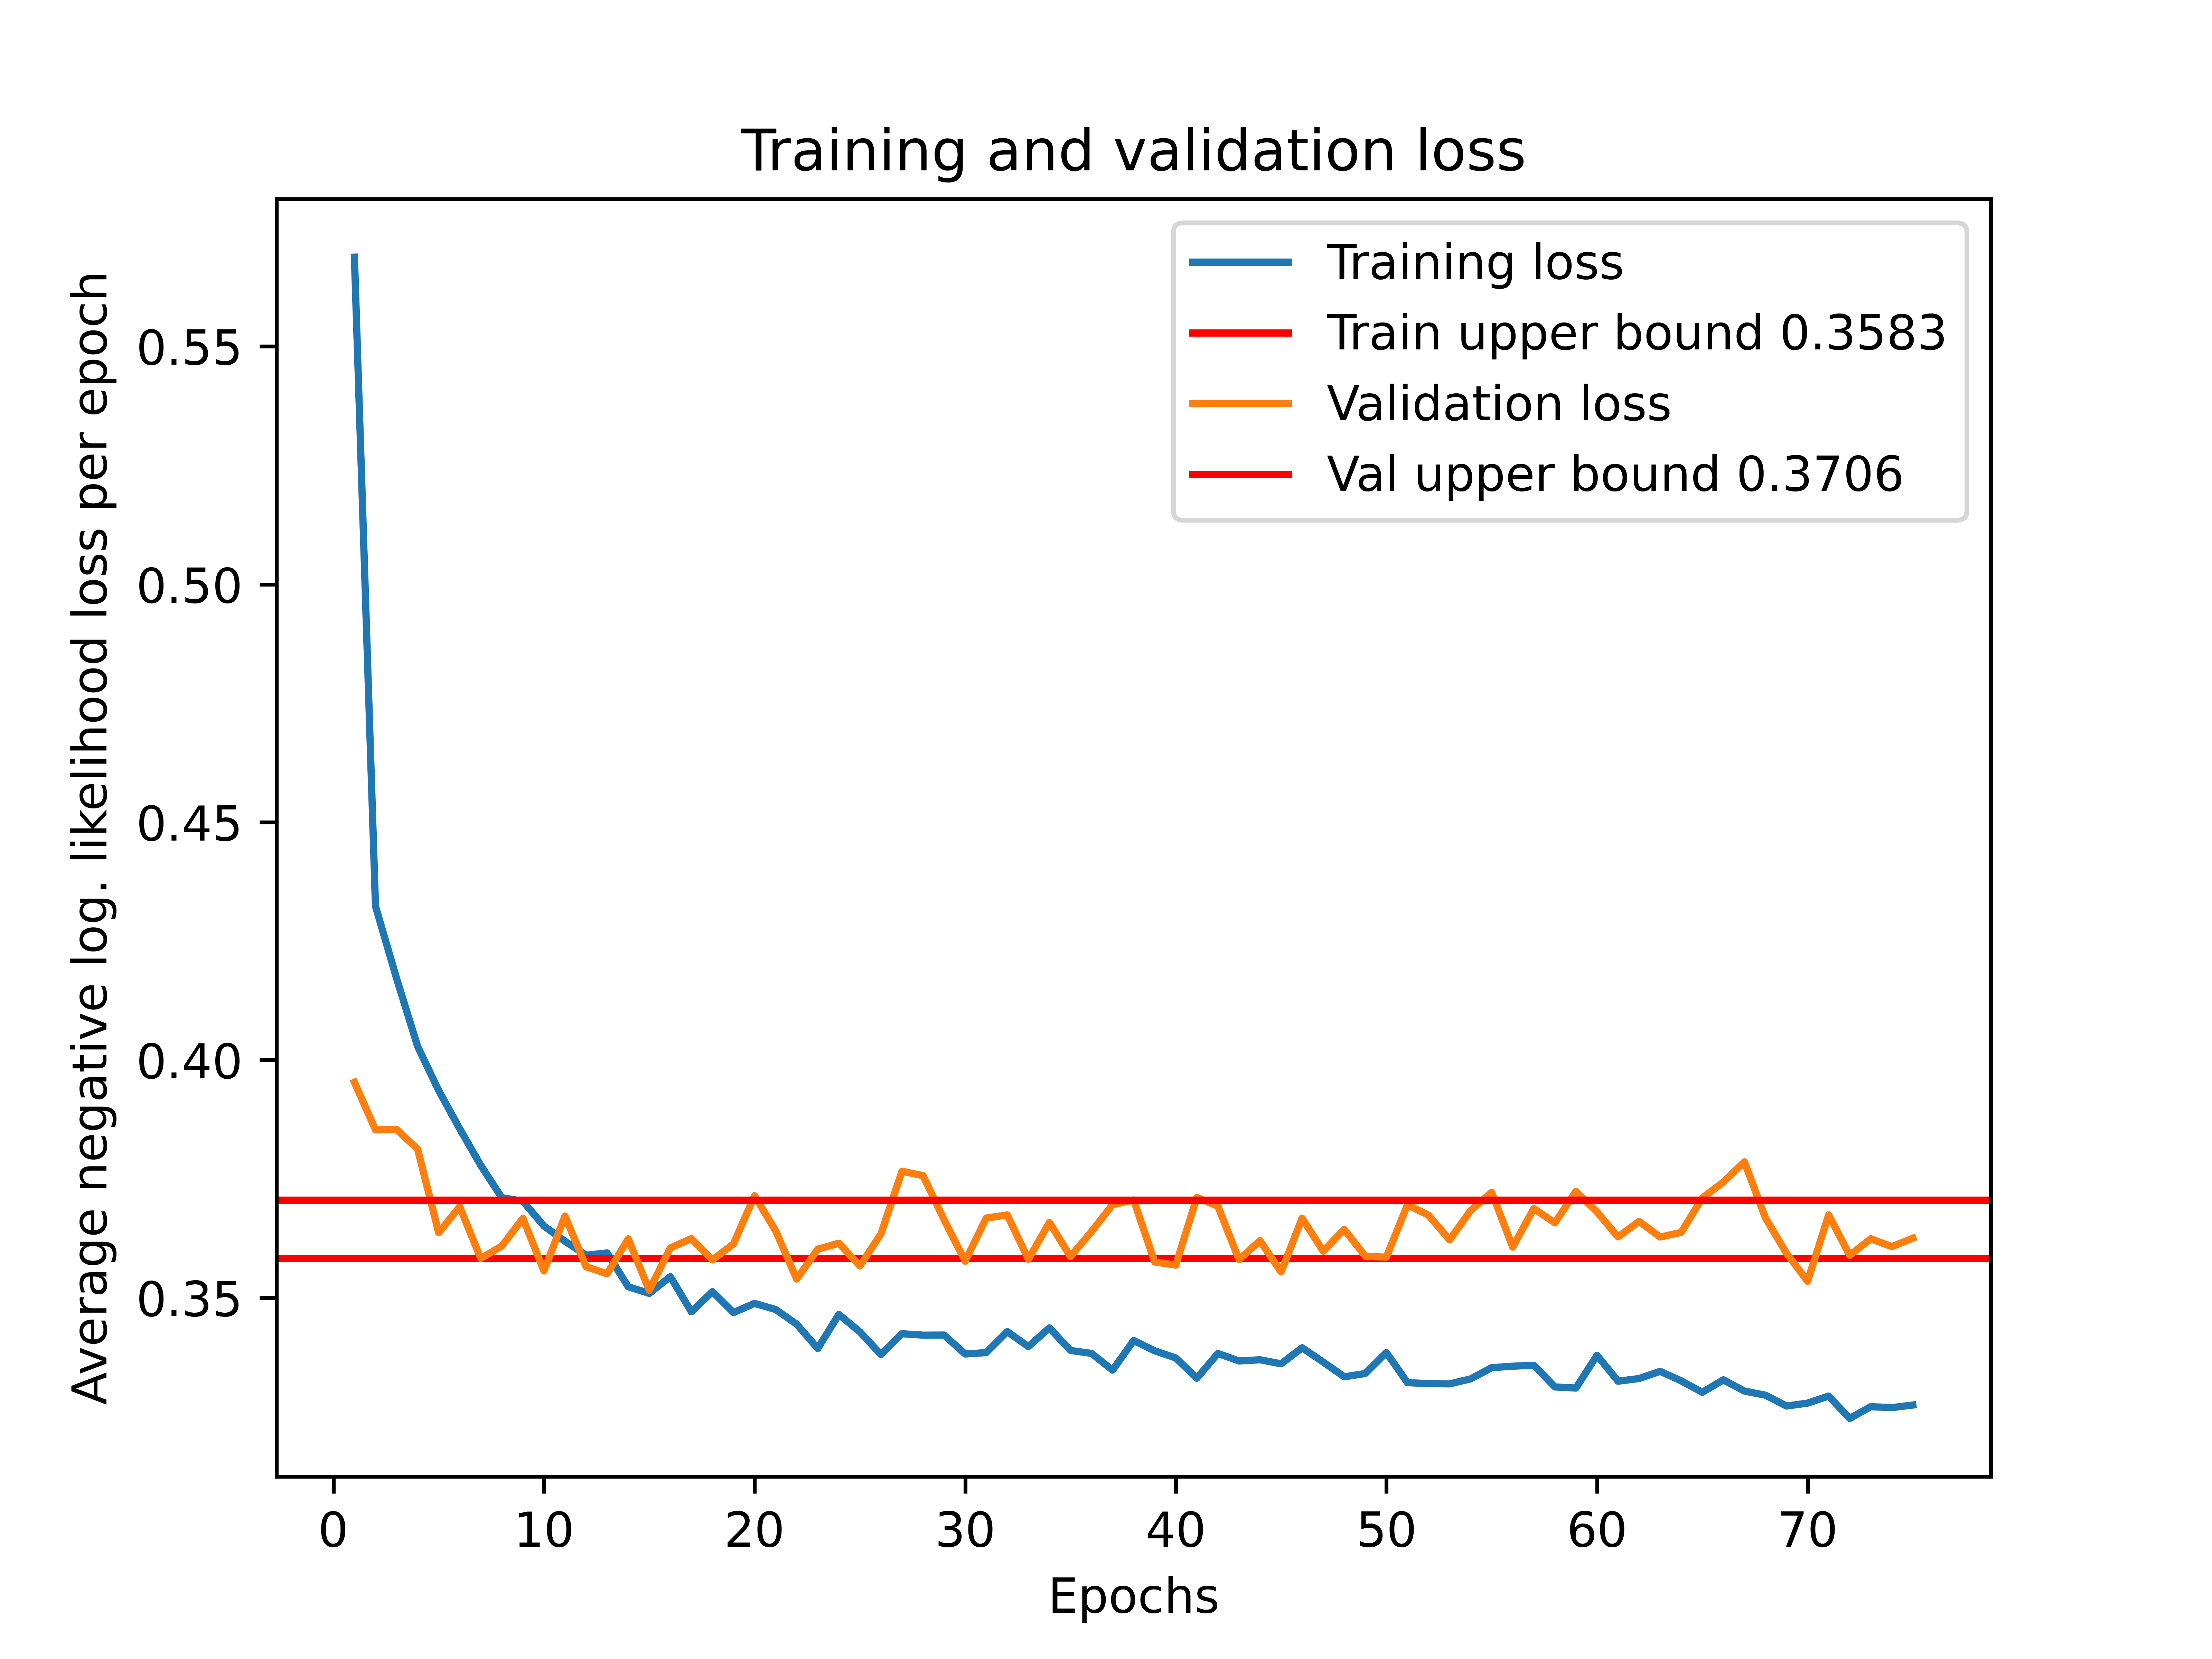 Training and validation loss
Training loss
Train upper bound 0.3583
Validation loss
Val upper bound 0.3706
Average negative log. likelihood loss per epoch
0.55
0.50
0.45
0.40
0.35
0 10 20 30 40 50 60 70
Epochs